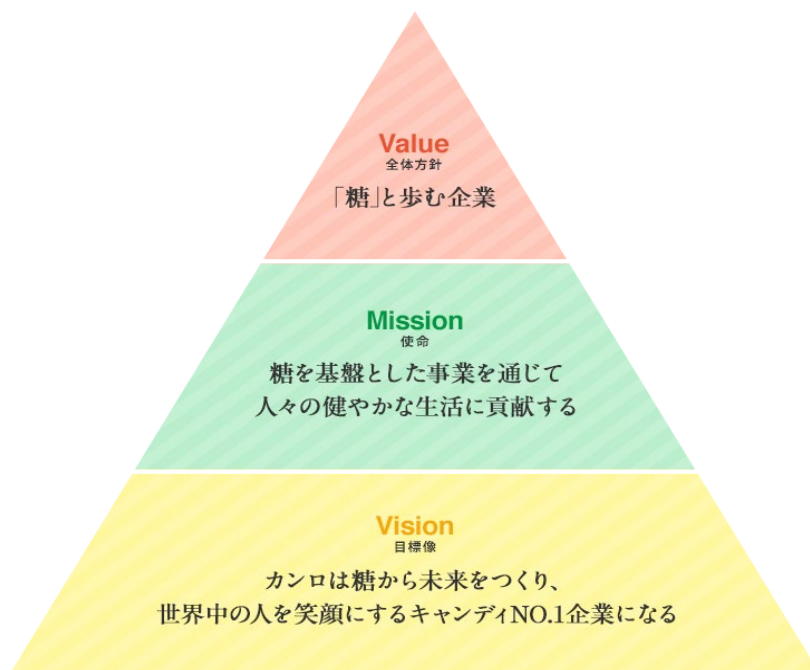 Value
全体方針
「糖」と歩む企業
Mission
使命
糖を基盤とした事業を通じて
人々の健やかな生活に貢献する
Vision
目標像
カンロは糖から未来をつくり、
世界中の人を笑顔にするキャンディNO.1企業になる